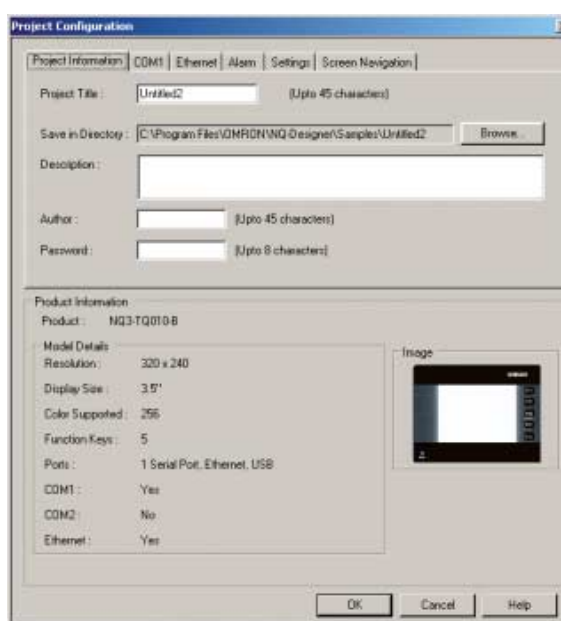 Project Configuration
Project Information COM1 Ethernet Alarm Settings Screen Navigation
Project Title : Untitled2 (Upto 45 characters)
Save in Directory : C:\Program Files\OMRON\NQ-Designer\Samples\Untitled2 Browse...
Description :
Author : (Upto 45 characters)
Password : (Upto 8 characters)
Product Information
Product : NQ3-TQ010-B
Model Details
Image
Resolution : 320 x 240
Display Size : 3.5"
Color Supported : 256
Function Keys : 5
Ports : 1 Serial Port, Ethernet, USB
COM1 : Yes
COM2 : No
Ethernet : Yes
OK Cancel Help